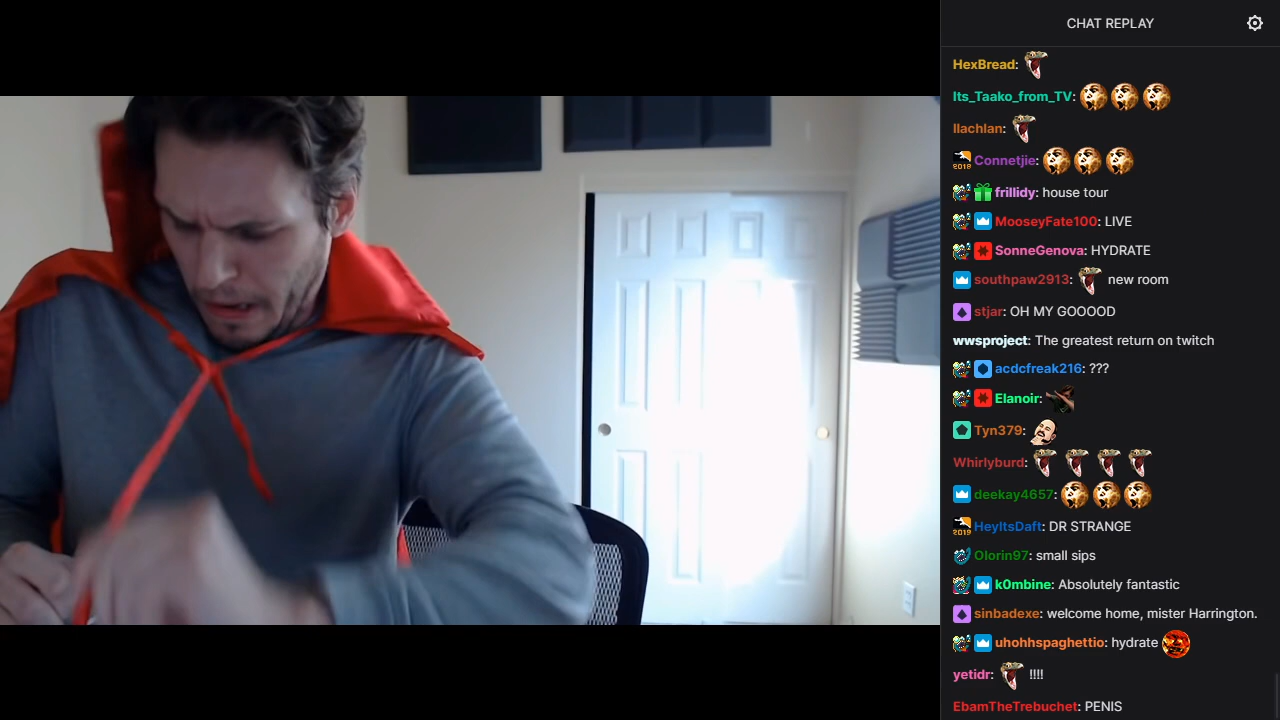 CHAT REPLAY
HexBread:
Its_Taako_from_TV:
llachlan:
2018 Connetjie:
frillidy: house tour
MooseyFate100: LIVE
SonneGenova: HYDRATE
southpaw2913: new room
stjar: OH MY GOOOOD
wwsproject: The greatest return on twitch
acdcfreak216: ???
Elanoir:
Tyn379:
Whirlyburd:
deekay4657:
2019 HeyItsDaft: DR STRANGE
Olorin97: small sips
k0mbine: Absolutely fantastic
sinbadexe: welcome home, mister Harrington.
uhohhspaghettio: hydrate
yetidr: !!!!
EbamTheTrebuchet: PENIS